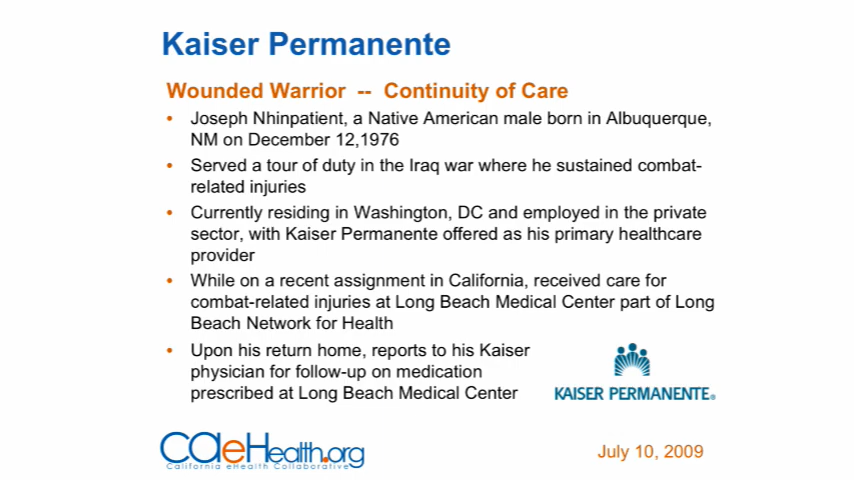 Kaiser Permanente
Wounded Warrior -- Continuity of Care
• Joseph Nhinpatient, a Native American male born in Albuquerque,
NM on December 12,1976
• Served a tour of duty in the Iraq war where he sustained combat-
related injuries
• Currently residing in Washington, DC and employed in the private
sector, with Kaiser Permanente offered as his primary healthcare
provider
• While on a recent assignment in California, received care for
combat-related injuries at Long Beach Medical Center part of Long
Beach Network for Health
• Upon his return home, reports to his Kaiser
physician for follow-up on medication
prescribed at Long Beach Medical Center
KAISER PERMANENTE®
CAeHealth.org
California eHealth Collaborative
July 10, 2009